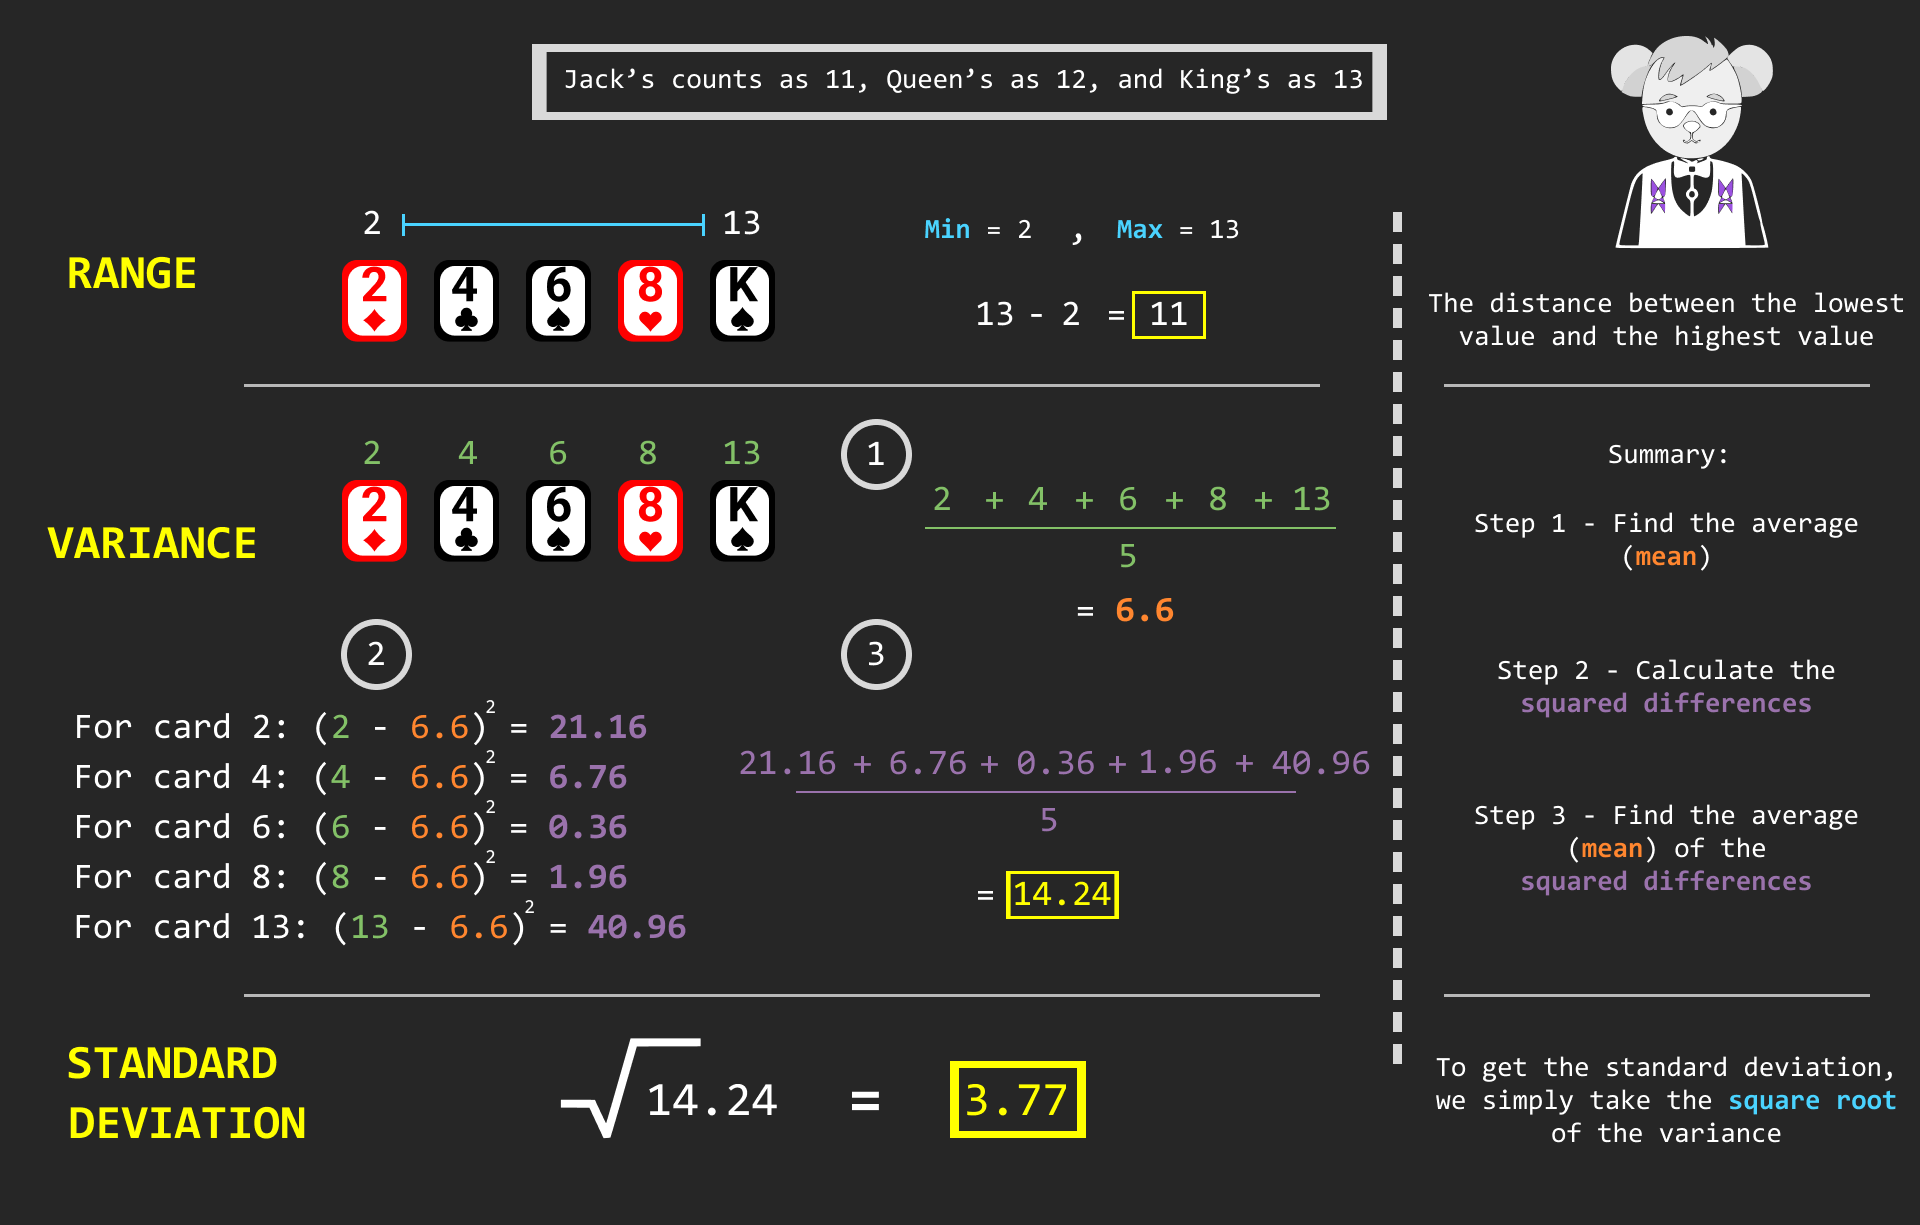 Jack’s counts as 11, Queen’s as 12, and King’s as 13
RANGE
2 13
2 4 6 8 K
Min = 2 , Max = 13
13 - 2 = 11
The distance between the lowest
value and the highest value
VARIANCE
2 4 6 8 13
2 4 6 8 K
1
2 + 4 + 6 + 8 + 13
5
= 6.6
2
For card 2: (2 - 6.6)² = 21.16
For card 4: (4 - 6.6)² = 6.76
For card 6: (6 - 6.6)² = 0.36
For card 8: (8 - 6.6)² = 1.96
For card 13: (13 - 6.6)² = 40.96
3
21.16 + 6.76 + 0.36 + 1.96 + 40.96
5
= 14.24
Summary:
Step 1 - Find the average
(mean)
Step 2 - Calculate the
squared differences
Step 3 - Find the average
(mean) of the
squared differences
STANDARD
DEVIATION
√14.24 = 3.77
To get the standard deviation,
we simply take the square root
of the variance